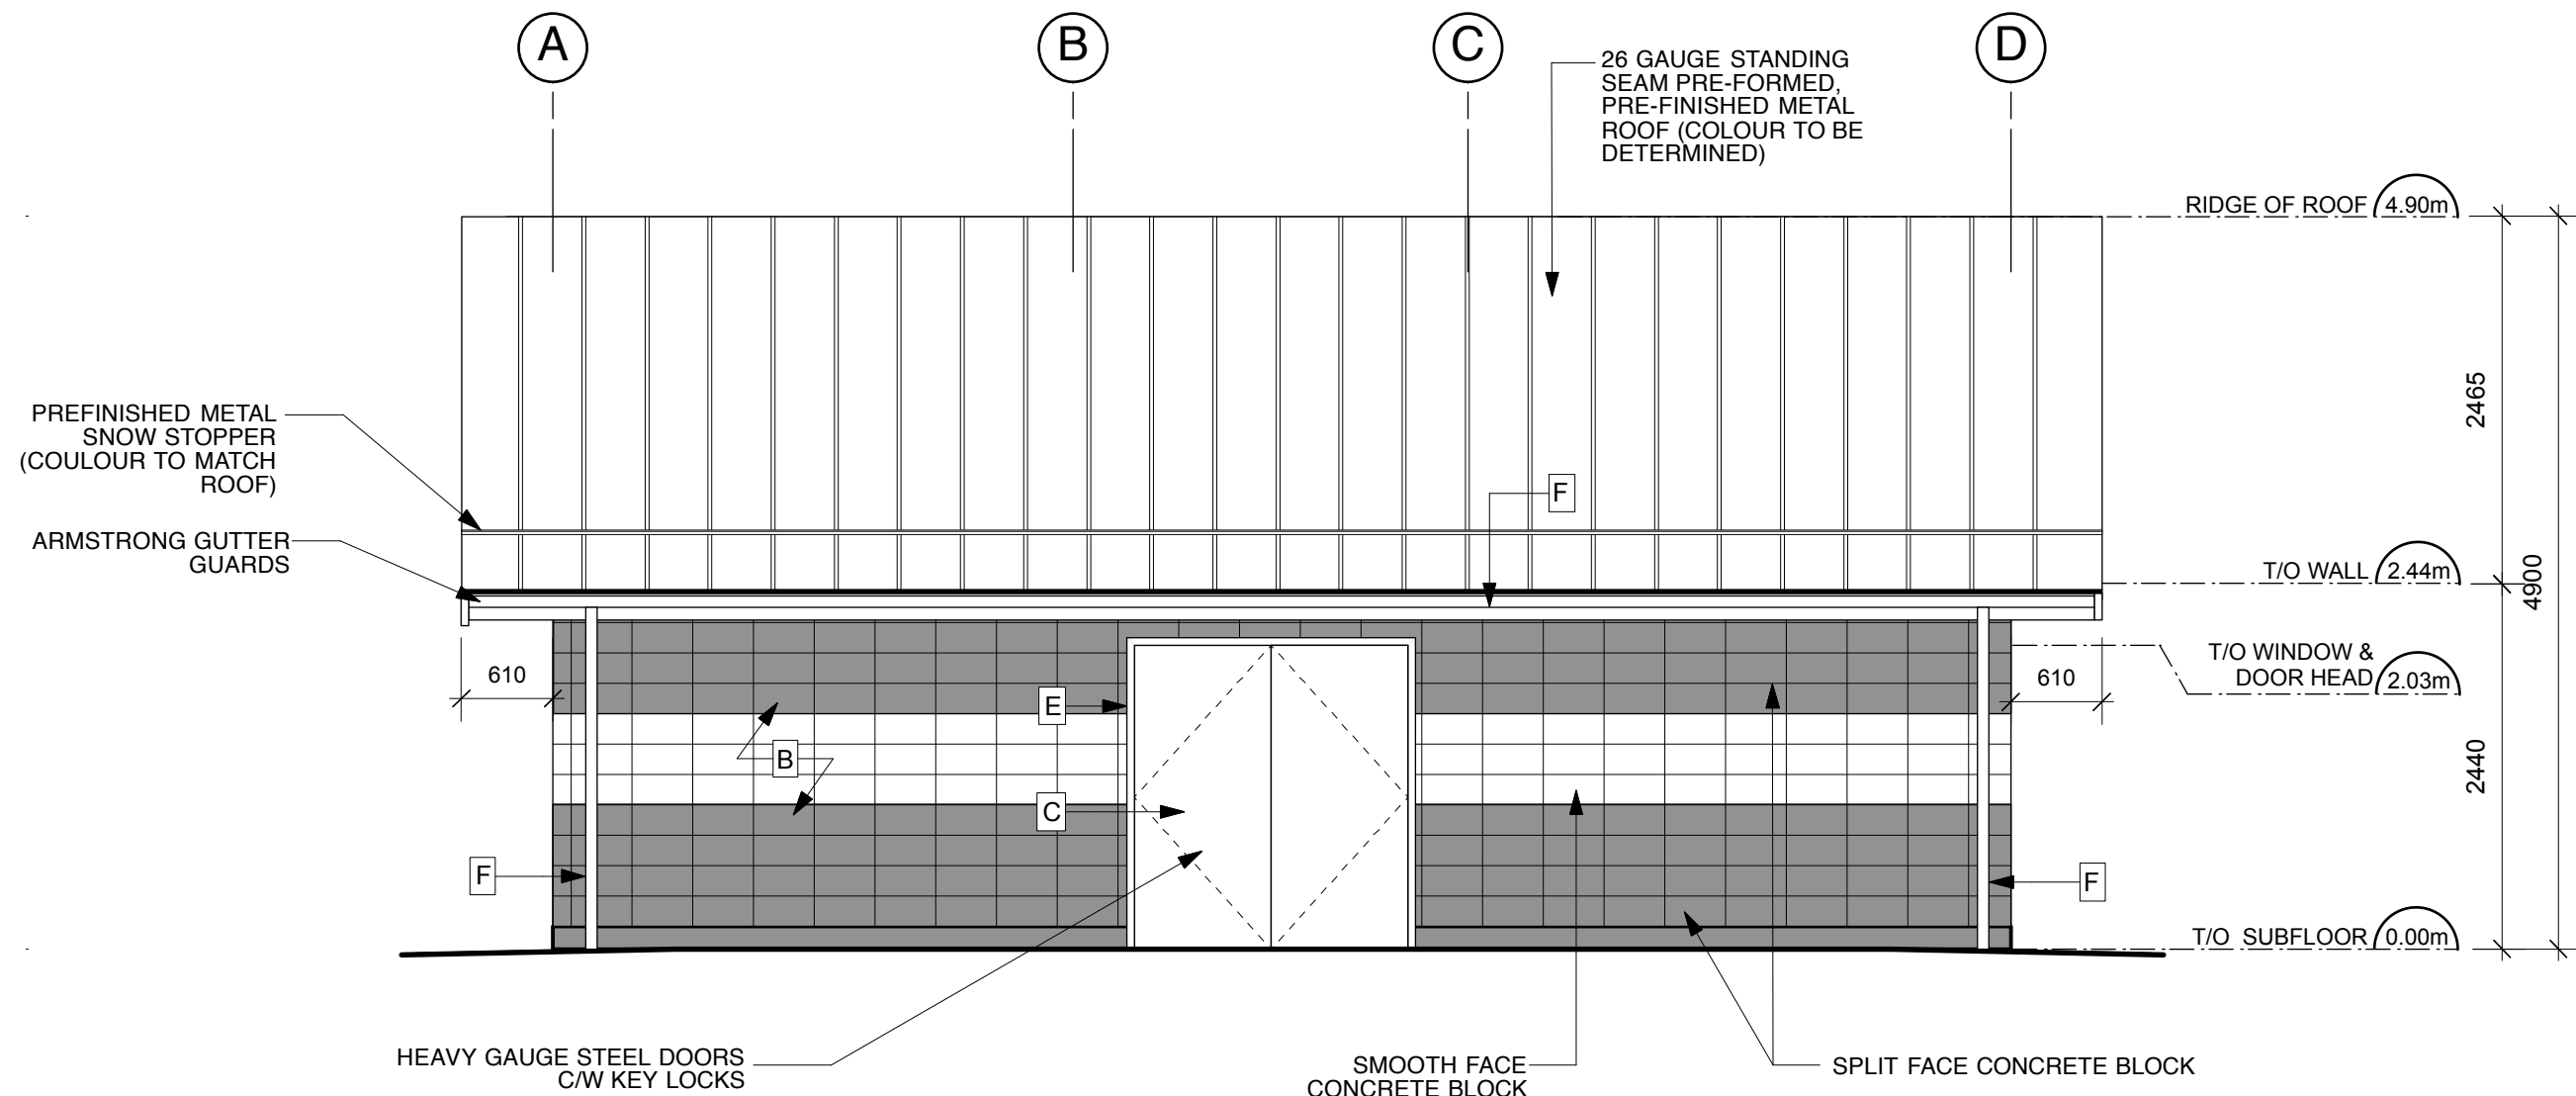 A
B
C
D
26 GAUGE STANDING
SEAM PRE-FORMED,
PRE-FINISHED METAL
ROOF (COLOUR TO BE
DETERMINED)
RIDGE OF ROOF 4.90m
2465
PREFINISHED METAL
SNOW STOPPER
(COULOUR TO MATCH
ROOF)
F
ARMSTRONG GUTTER
GUARDS
T/O WALL 2.44m
4900
T/O WINDOW &
DOOR HEAD 2.03m
610
610
E
B
C
2440
F
F
T/O SUBFLOOR 0.00m
HEAVY GAUGE STEEL DOORS
C/W KEY LOCKS
SMOOTH FACE
CONCRETE BLOCK
SPLIT FACE CONCRETE BLOCK